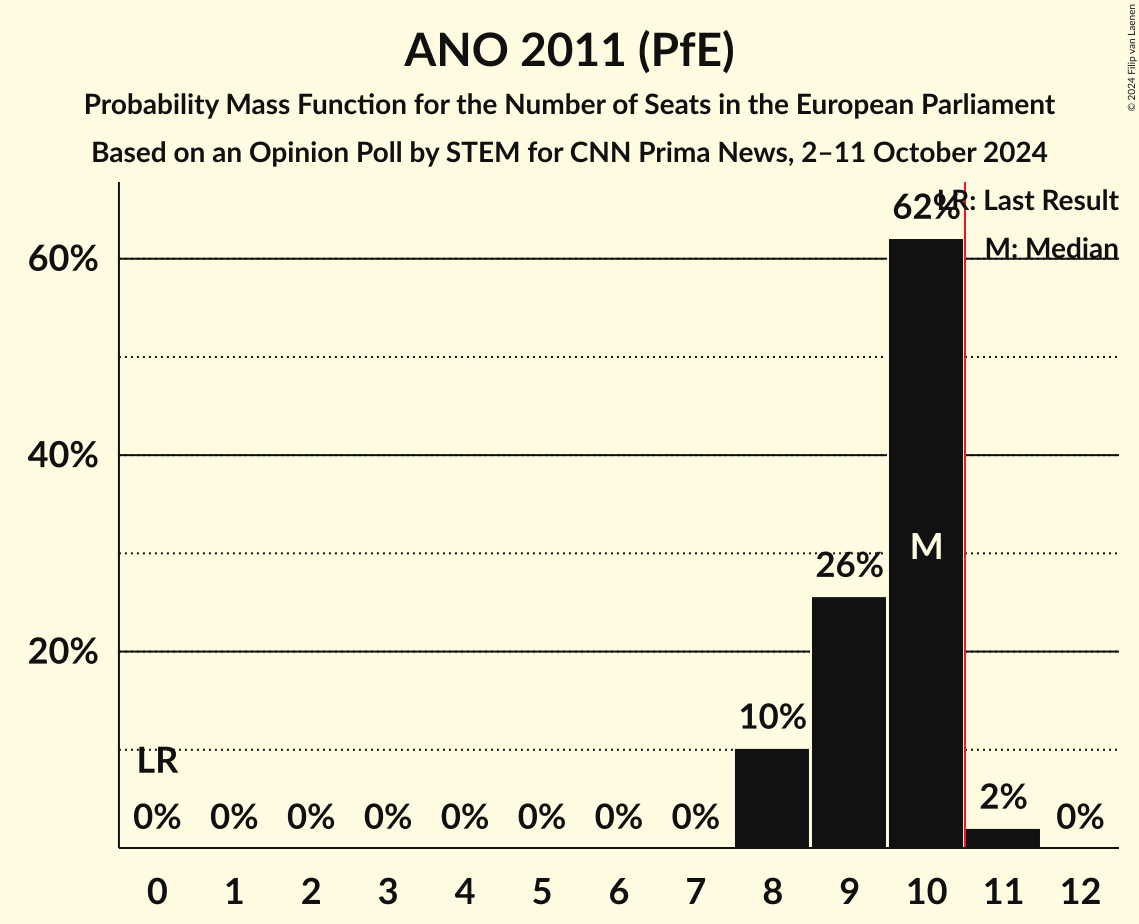 ANO 2011 (PfE)
Probability Mass Function for the Number of Seats in the European Parliament
Based on an Opinion Poll by STEM for CNN Prima News, 2–11 October 2024
© 2024 Filip van Laenen
LR: Last Result
M: Median
60%
40%
20%
LR
0%
0%
0%
0%
0%
0%
0%
0%
10%
26%
62%
M
2%
0%
0 1 2 3 4 5 6 7 8 9 10 11 12